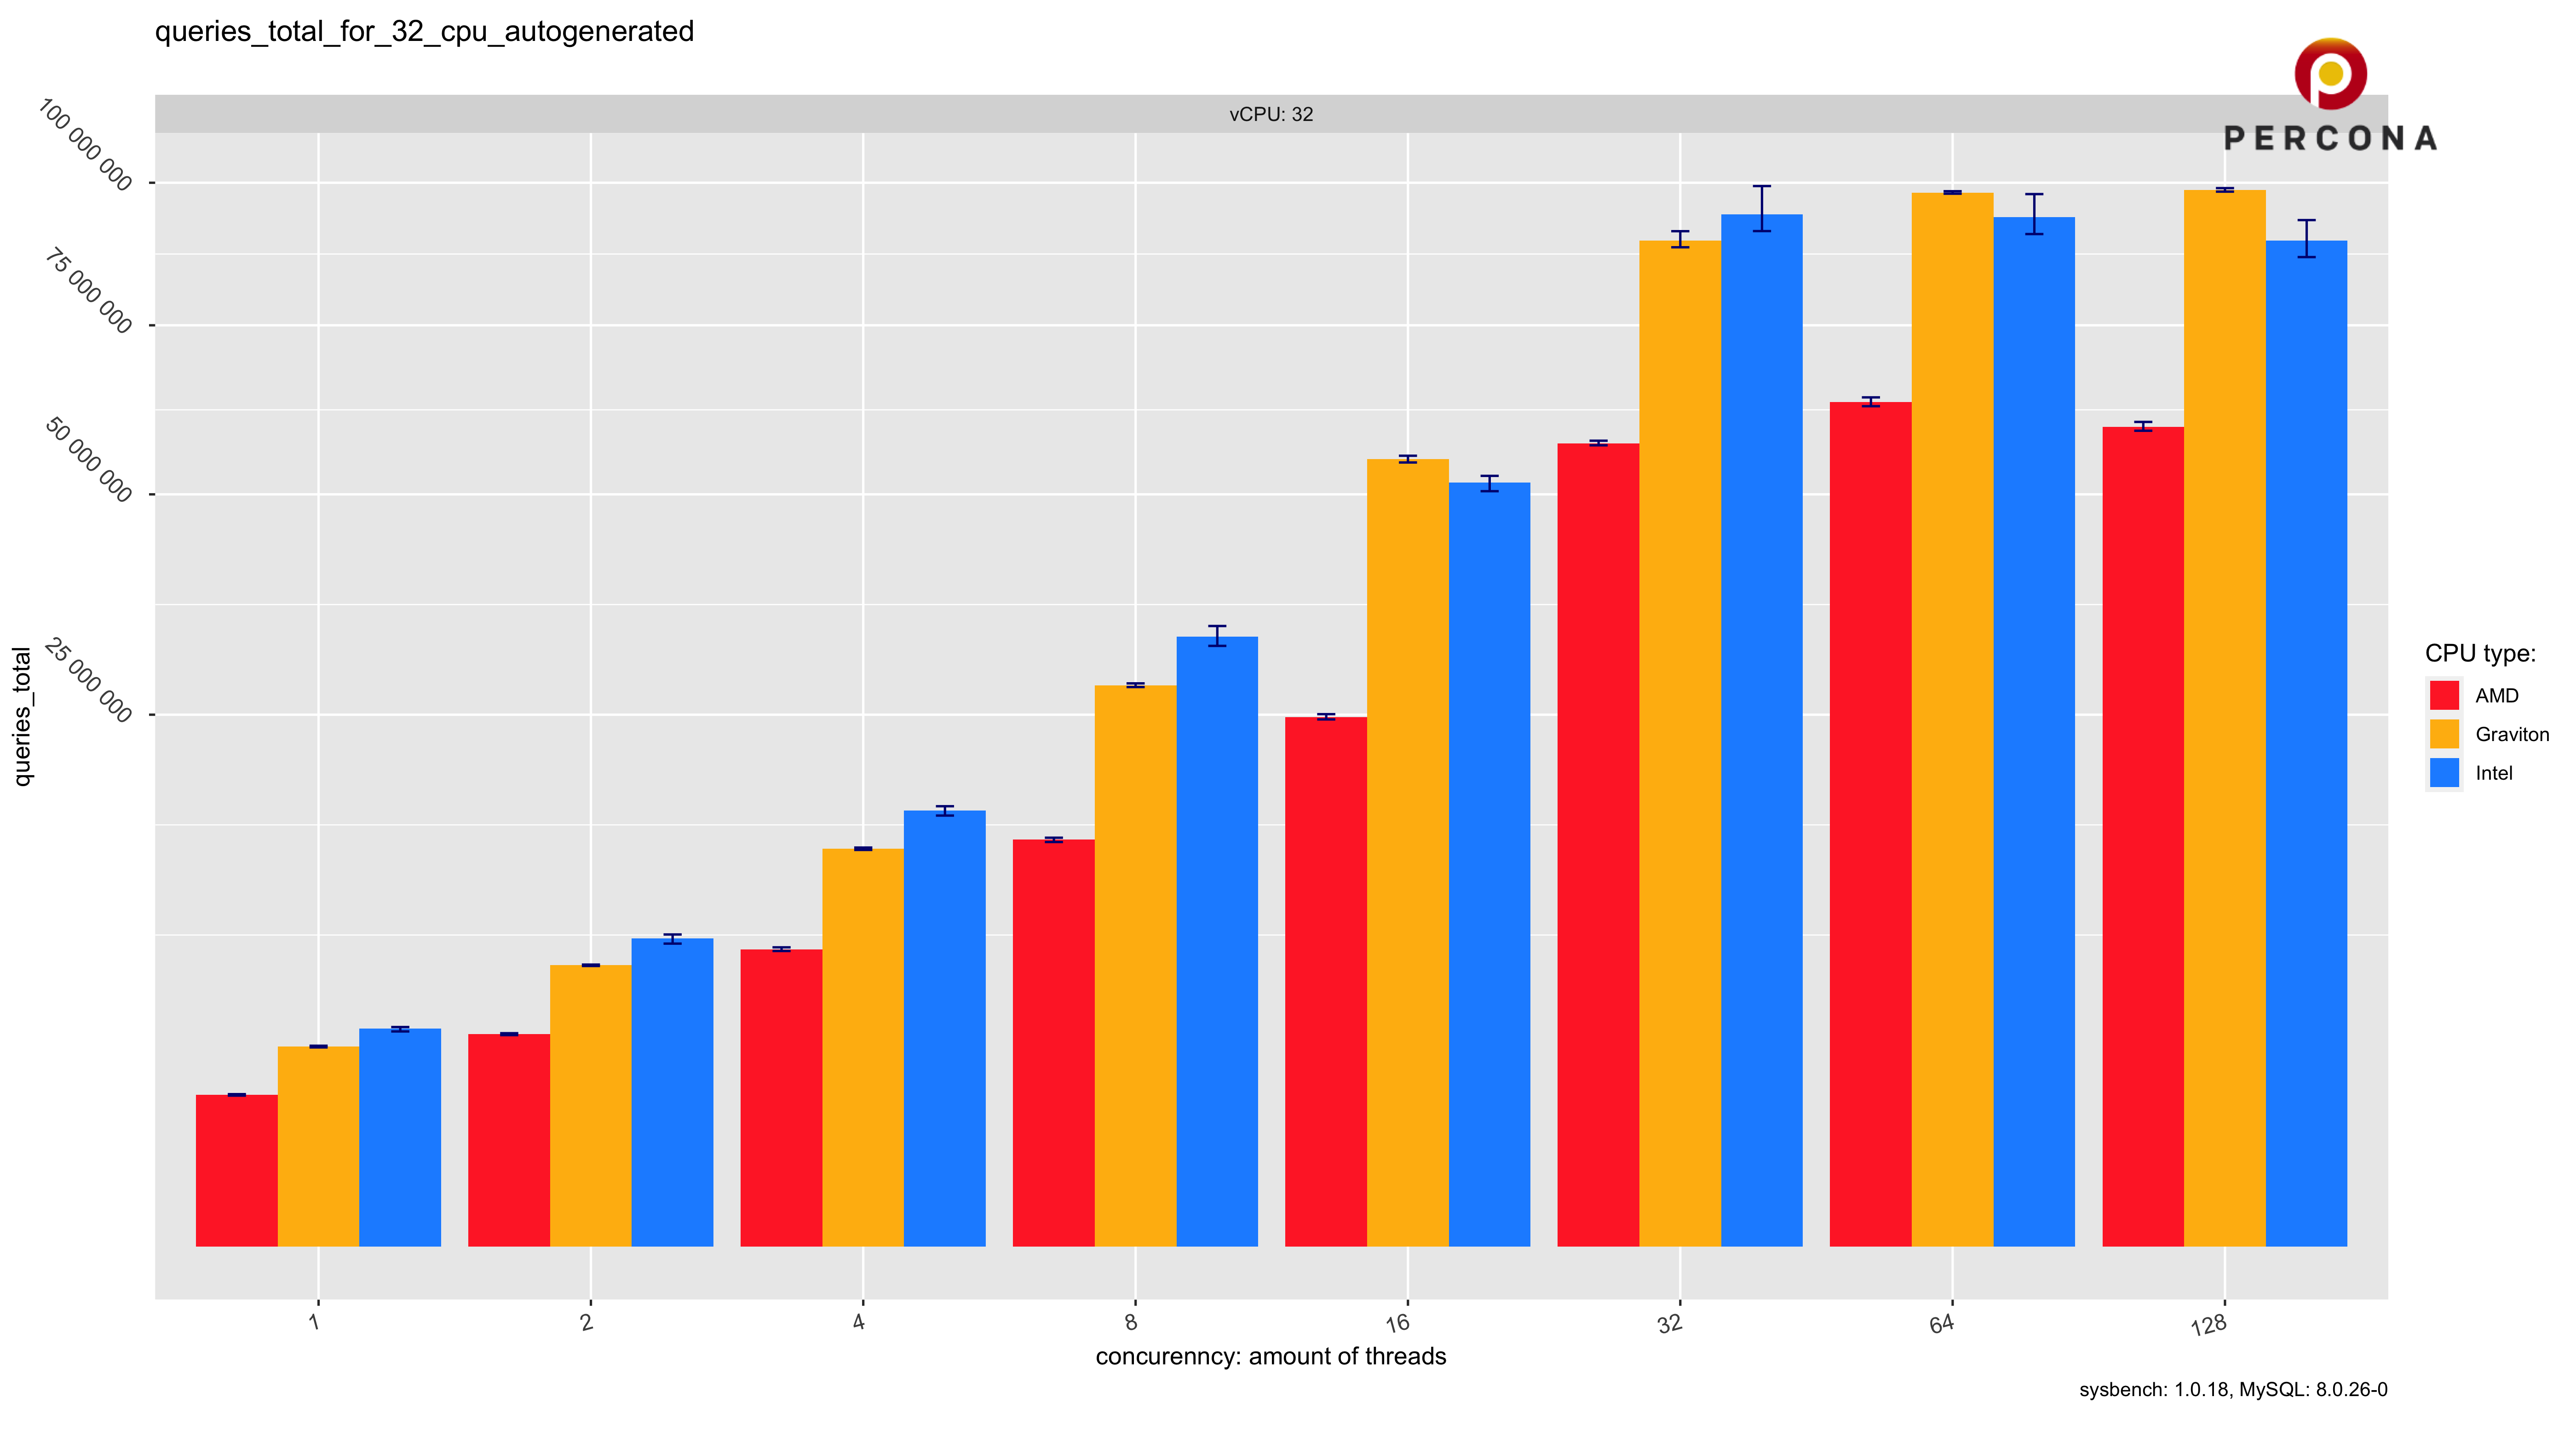 queries_total_for_32_cpu_autogenerated
PERCONA
vCPU: 32
100 000 000
75 000 000
50 000 000
25 000 000
queries_total
CPU type:
AMD
Graviton
Intel
1 2 4 8 16 32 64 128
concurenncy: amount of threads
sysbench: 1.0.18, MySQL: 8.0.26-0